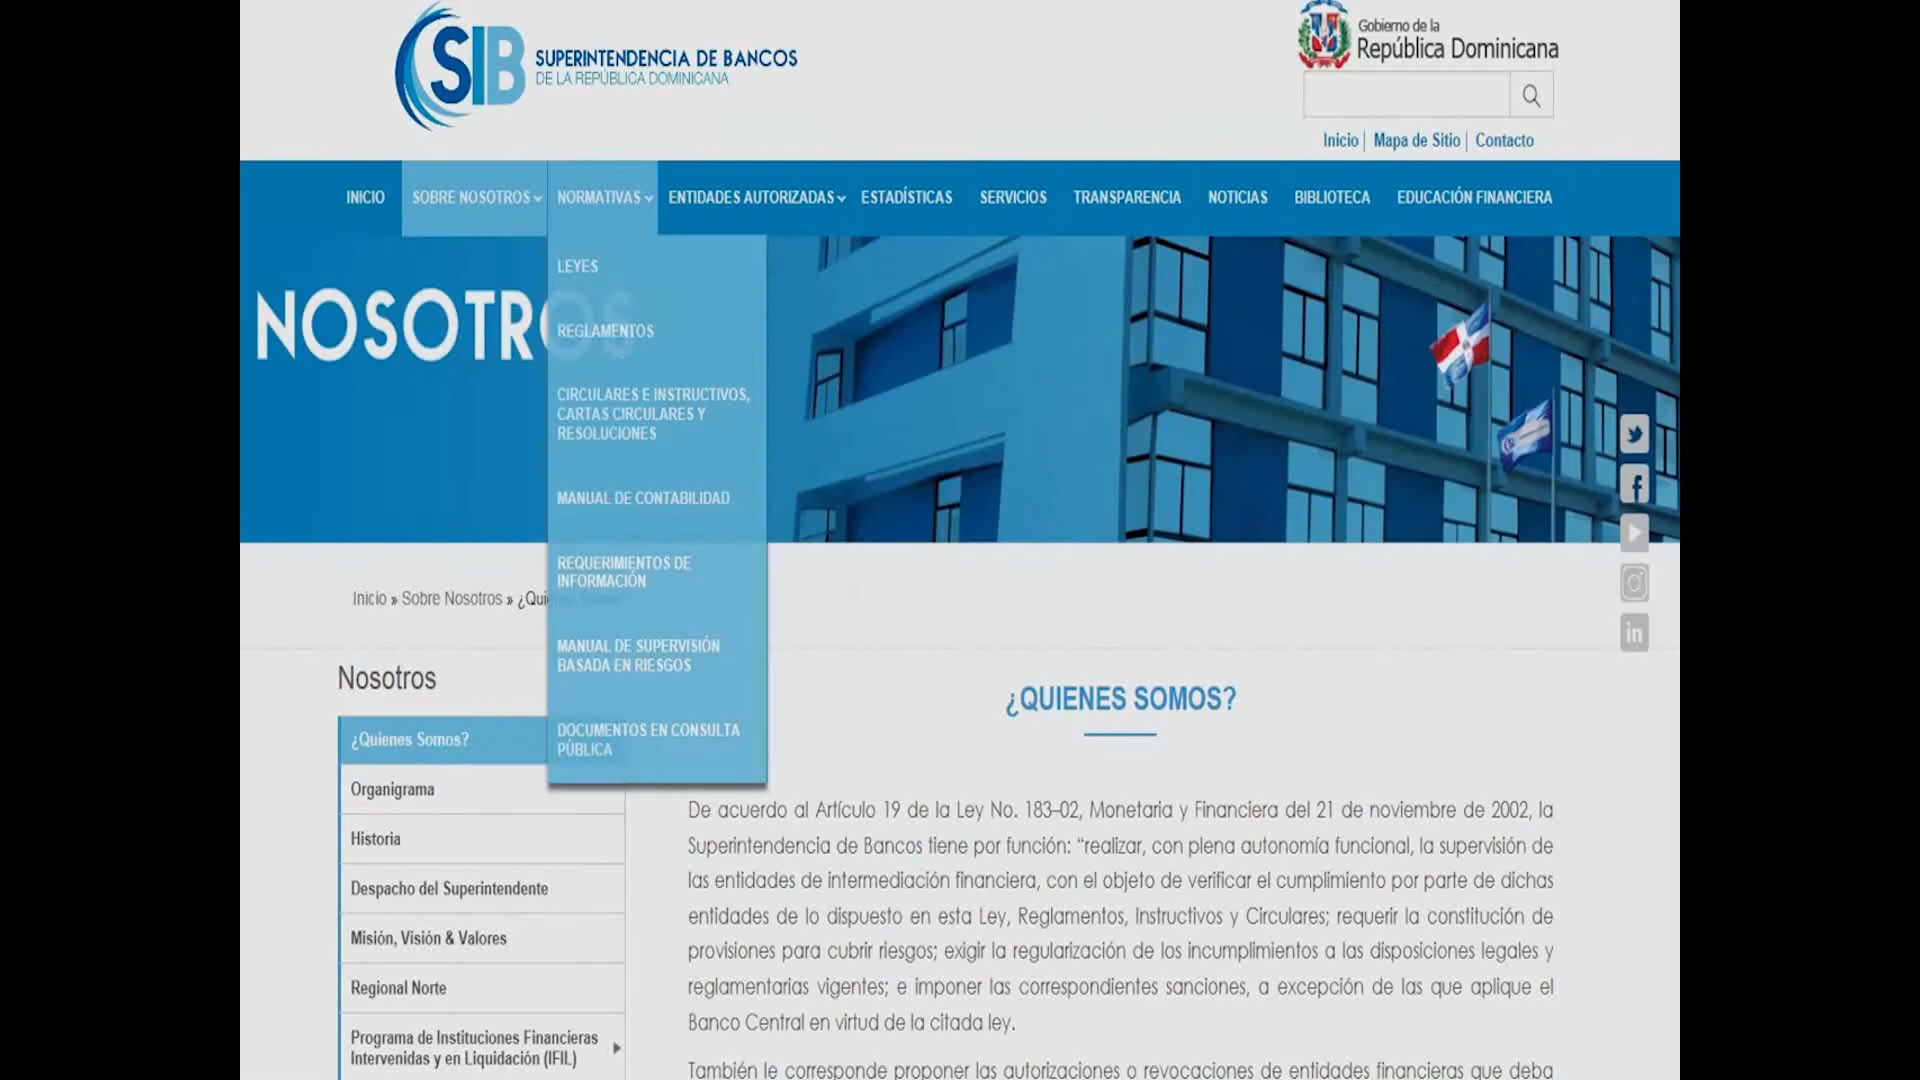 SIB SUPERINTENDENCIA DE BANCOS
DE LA REPÚBLICA DOMINICANA
Gobierno de la
República Dominicana
Inicio | Mapa de Sitio | Contacto
INICIO SOBRE NOSOTROS NORMATIVAS ENTIDADES AUTORIZADAS ESTADÍSTICAS SERVICIOS TRANSPARENCIA NOTICIAS BIBLIOTECA EDUCACIÓN FINANCIERA
NOSOTROS
LEYES
REGLAMENTOS
CIRCULARES E INSTRUCTIVOS,
CARTAS CIRCULARES Y
RESOLUCIONES
MANUAL DE CONTABILIDAD
REQUERIMIENTOS DE
INFORMACIÓN
MANUAL DE SUPERVISIÓN
BASADA EN RIESGOS
DOCUMENTOS EN CONSULTA
PÚBLICA
Inicio » Sobre Nosotros »
Nosotros
¿Quienes Somos?
Organigrama
Historia
Despacho del Superintendente
Misión, Visión & Valores
Regional Norte
Programa de Instituciones Financieras
Intervenidas y en Liquidación (IFIL)
¿QUIENES SOMOS?
De acuerdo al Artículo 19 de la Ley No. 183-02, Monetaria y Financiera del 21 de noviembre de 2002, la
Superintendencia de Bancos tiene por función: “realizar, con plena autonomía funcional, la supervisión de
las entidades de intermediación financiera, con el objeto de verificar el cumplimiento por parte de dichas
entidades de lo dispuesto en esta Ley, Reglamentos, Instructivos y Circulares; requerir la constitución de
provisiones para cubrir riesgos; exigir la regularización de los incumplimientos a las disposiciones legales y
reglamentarias vigentes; e imponer las correspondientes sanciones, a excepción de las que aplique el
Banco Central en virtud de la citada ley.
También le corresponde proponer las autorizaciones o revocaciones de entidades financieras que deba